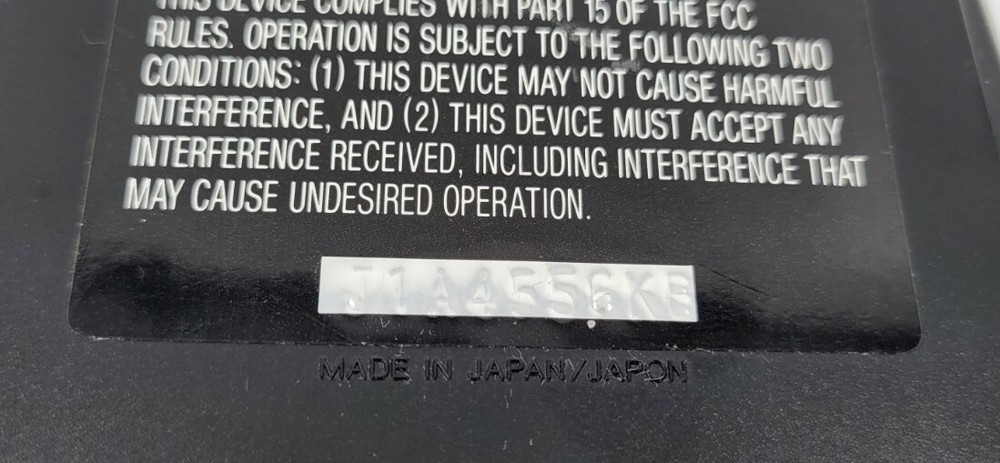 THIS DEVICE COMPLIES WITH PART 15 OF THE FCC
RULES. OPERATION IS SUBJECT TO THE FOLLOWING TWO
CONDITIONS: (1) THIS DEVICE MAY NOT CAUSE HARMFUL
INTERFERENCE, AND (2) THIS DEVICE MUST ACCEPT ANY
INTERFERENCE RECEIVED, INCLUDING INTERFERENCE THAT
MAY CAUSE UNDESIRED OPERATION.
J1A4556KB
MADE IN JAPAN/JAPON